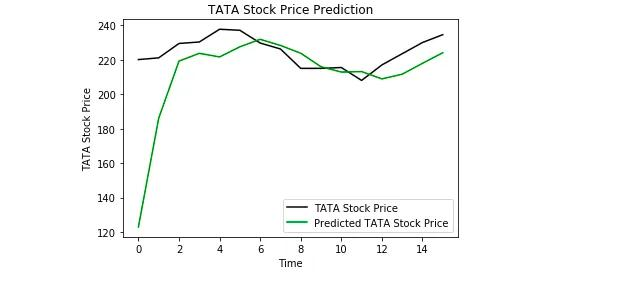 TATA Stock Price Prediction
240
220
200
180
160
140
120
TATA Stock Price
TATA Stock Price
Predicted TATA Stock Price
0 2 4 6 8 10 12 14
Time